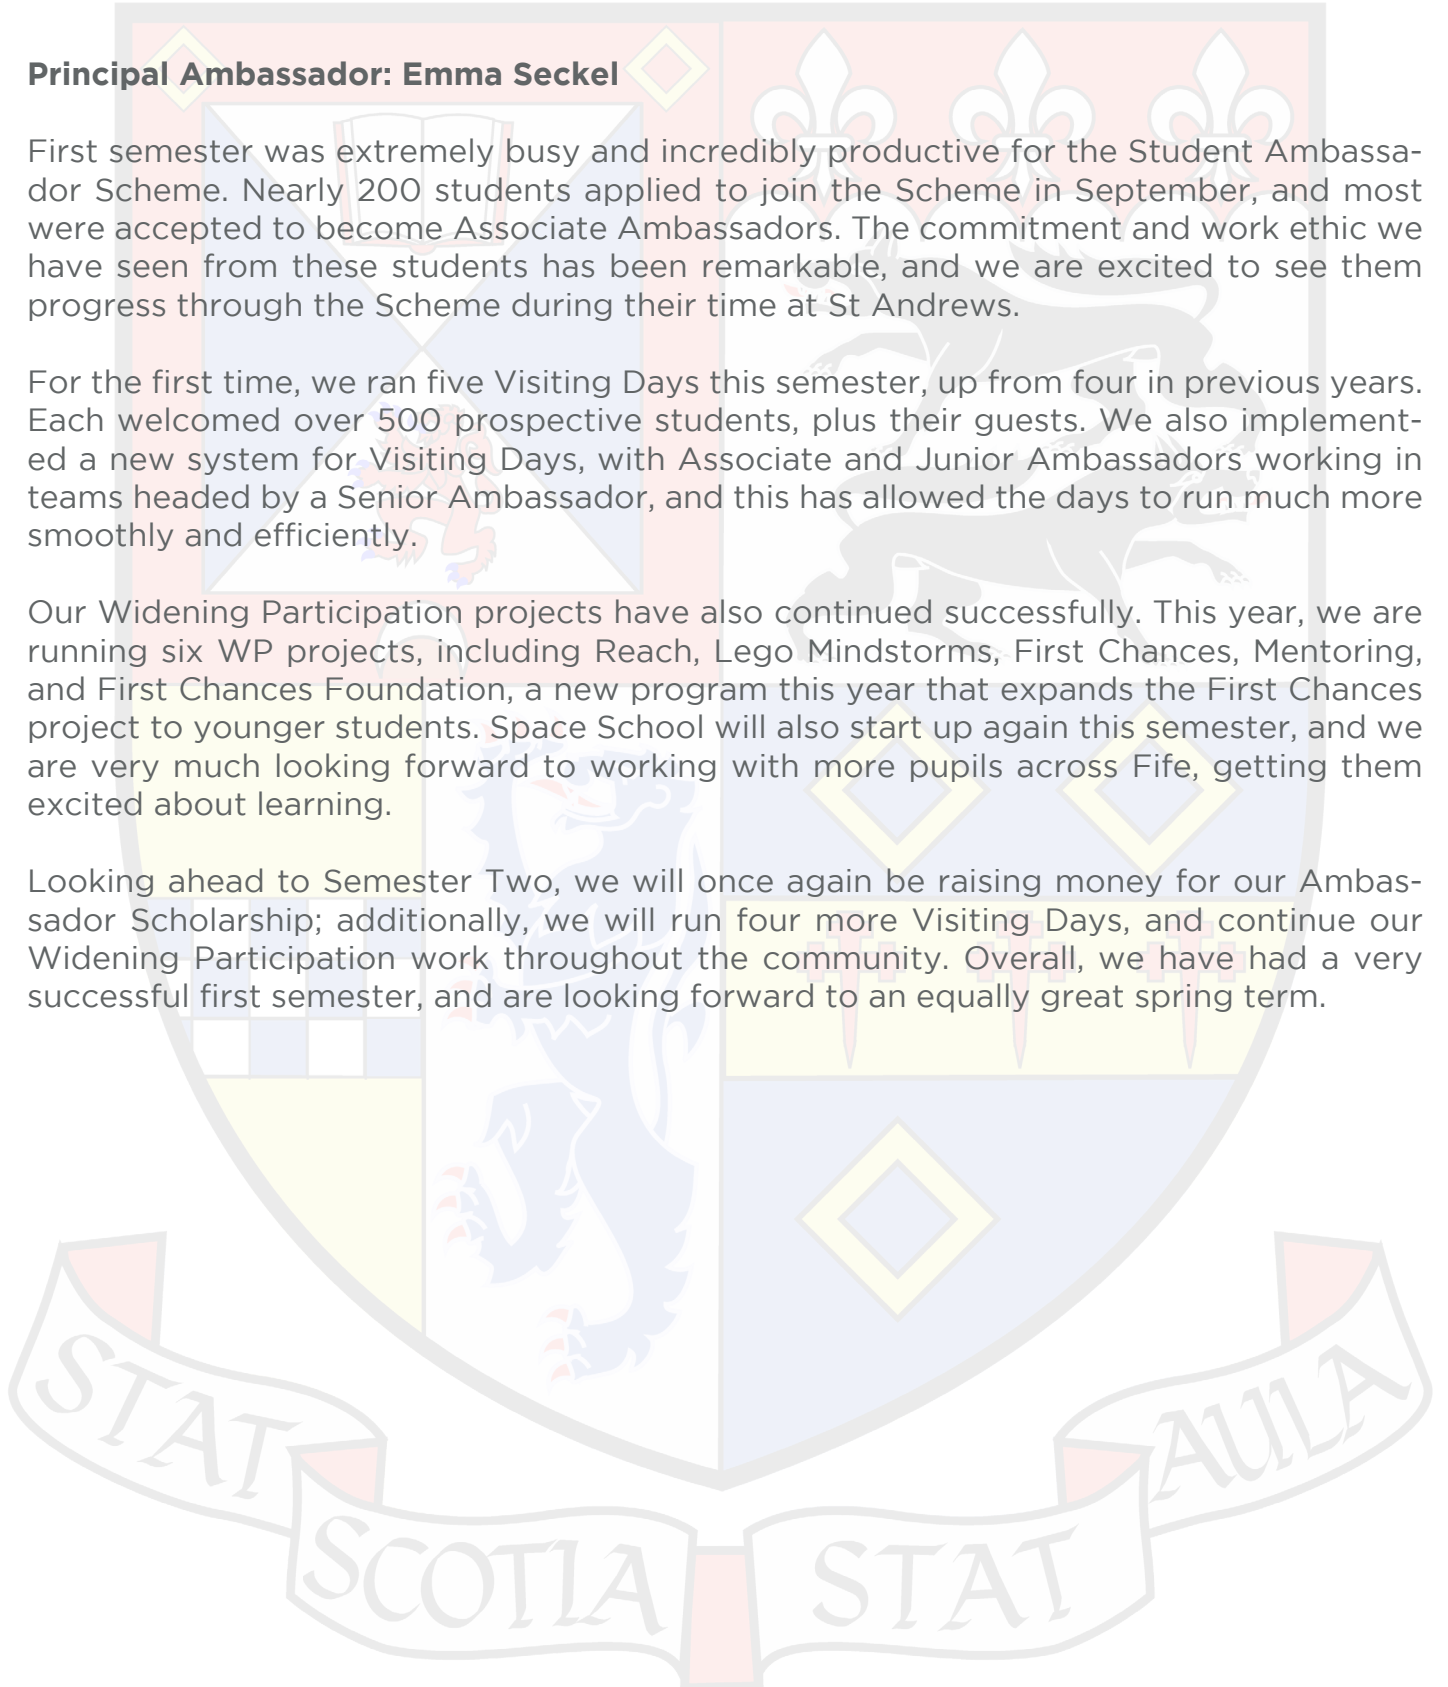 Principal Ambassador: Emma Seckel
First semester was extremely busy and incredibly productive for the Student Ambassa-
dor Scheme. Nearly 200 students applied to join the Scheme in September, and most
were accepted to become Associate Ambassadors. The commitment and work ethic we
have seen from these students has been remarkable, and we are excited to see them
progress through the Scheme during their time at St Andrews.
For the first time, we ran five Visiting Days this semester, up from four in previous years.
Each welcomed over 500 prospective students, plus their guests. We also implement-
ed a new system for Visiting Days, with Associate and Junior Ambassadors working in
teams headed by a Senior Ambassador, and this has allowed the days to run much more
smoothly and efficiently.
Our Widening Participation projects have also continued successfully. This year, we are
running six WP projects, including Reach, Lego Mindstorms, First Chances, Mentoring,
and First Chances Foundation, a new program this year that expands the First Chances
project to younger students. Space School will also start up again this semester, and we
are very much looking forward to working with more pupils across Fife, getting them
excited about learning.
Looking ahead to Semester Two, we will once again be raising money for our Ambas-
sador Scholarship; additionally, we will run four more Visiting Days, and continue our
Widening Participation work throughout the community. Overall, we have had a very
successful first semester, and are looking forward to an equally great spring term.
STAT SCOTIA STAT AULA